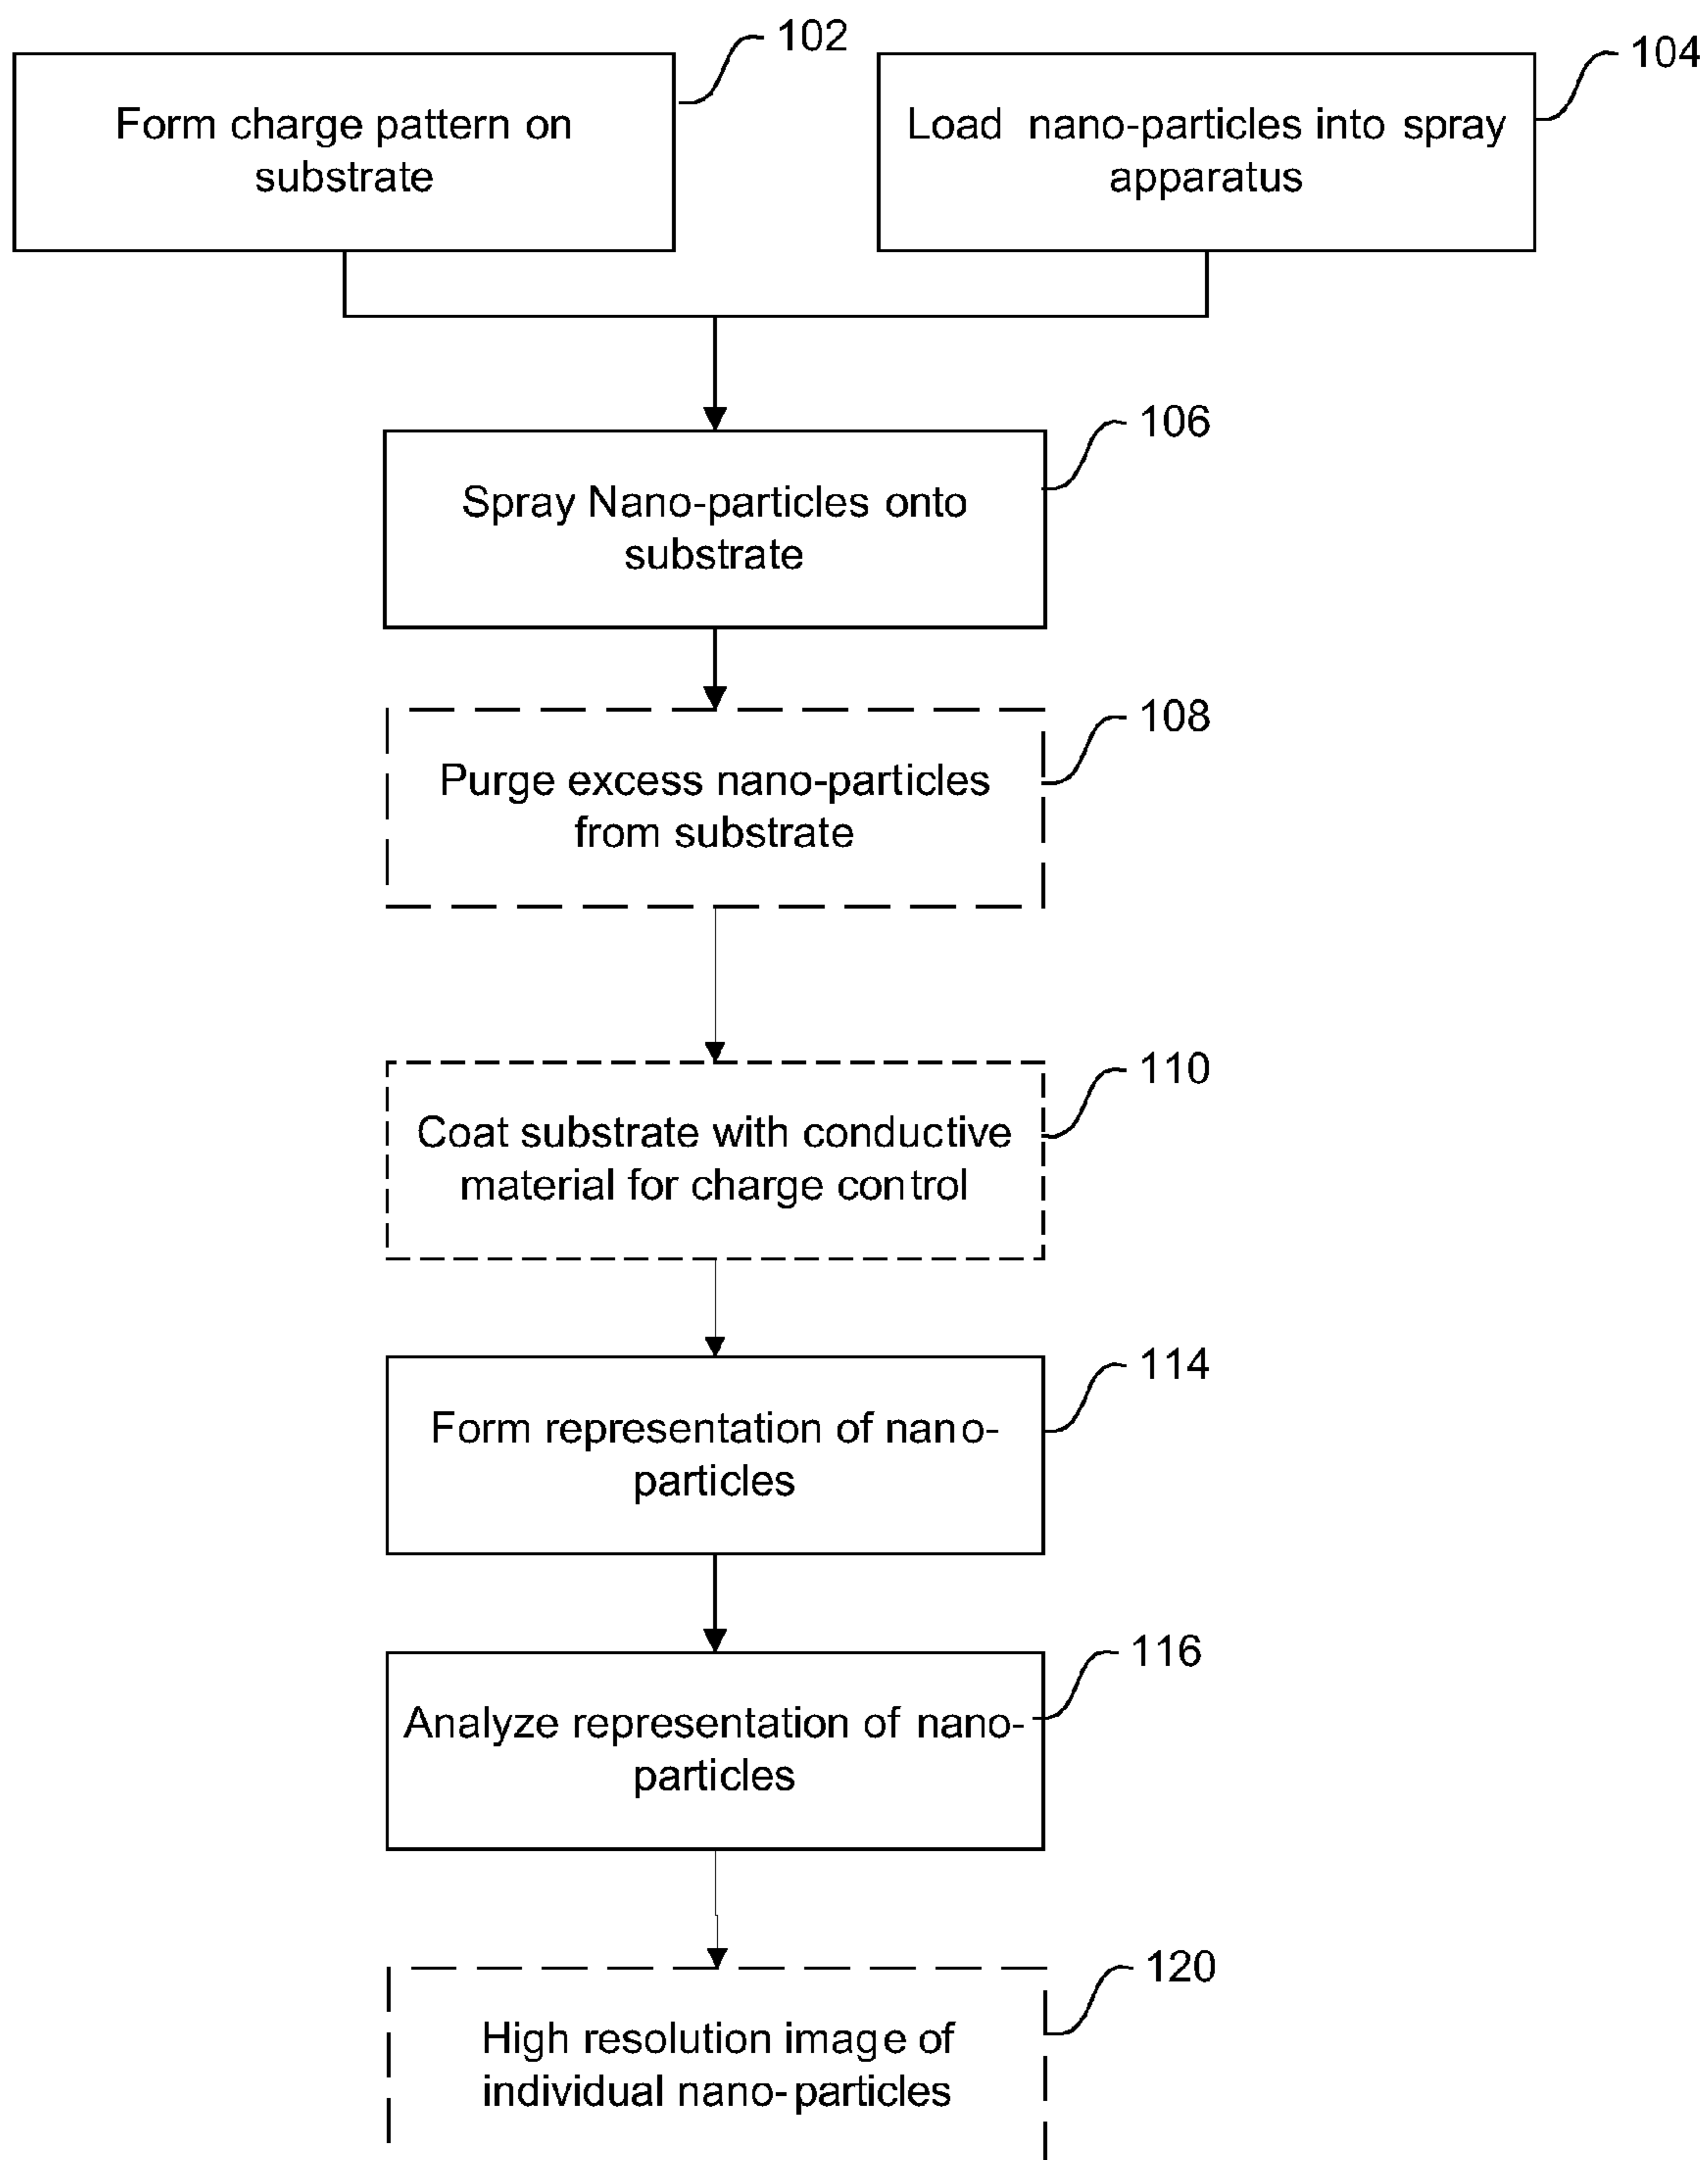 102
Form charge pattern on
substrate
104
Load nano-particles into spray
apparatus
106
Spray Nano-particles onto
substrate
108
Purge excess nano-particles
from substrate
110
Coat substrate with conductive
material for charge control
114
Form representation of nano-
particles
116
Analyze representation of nano-
particles
120
High resolution image of
individual nano-particles